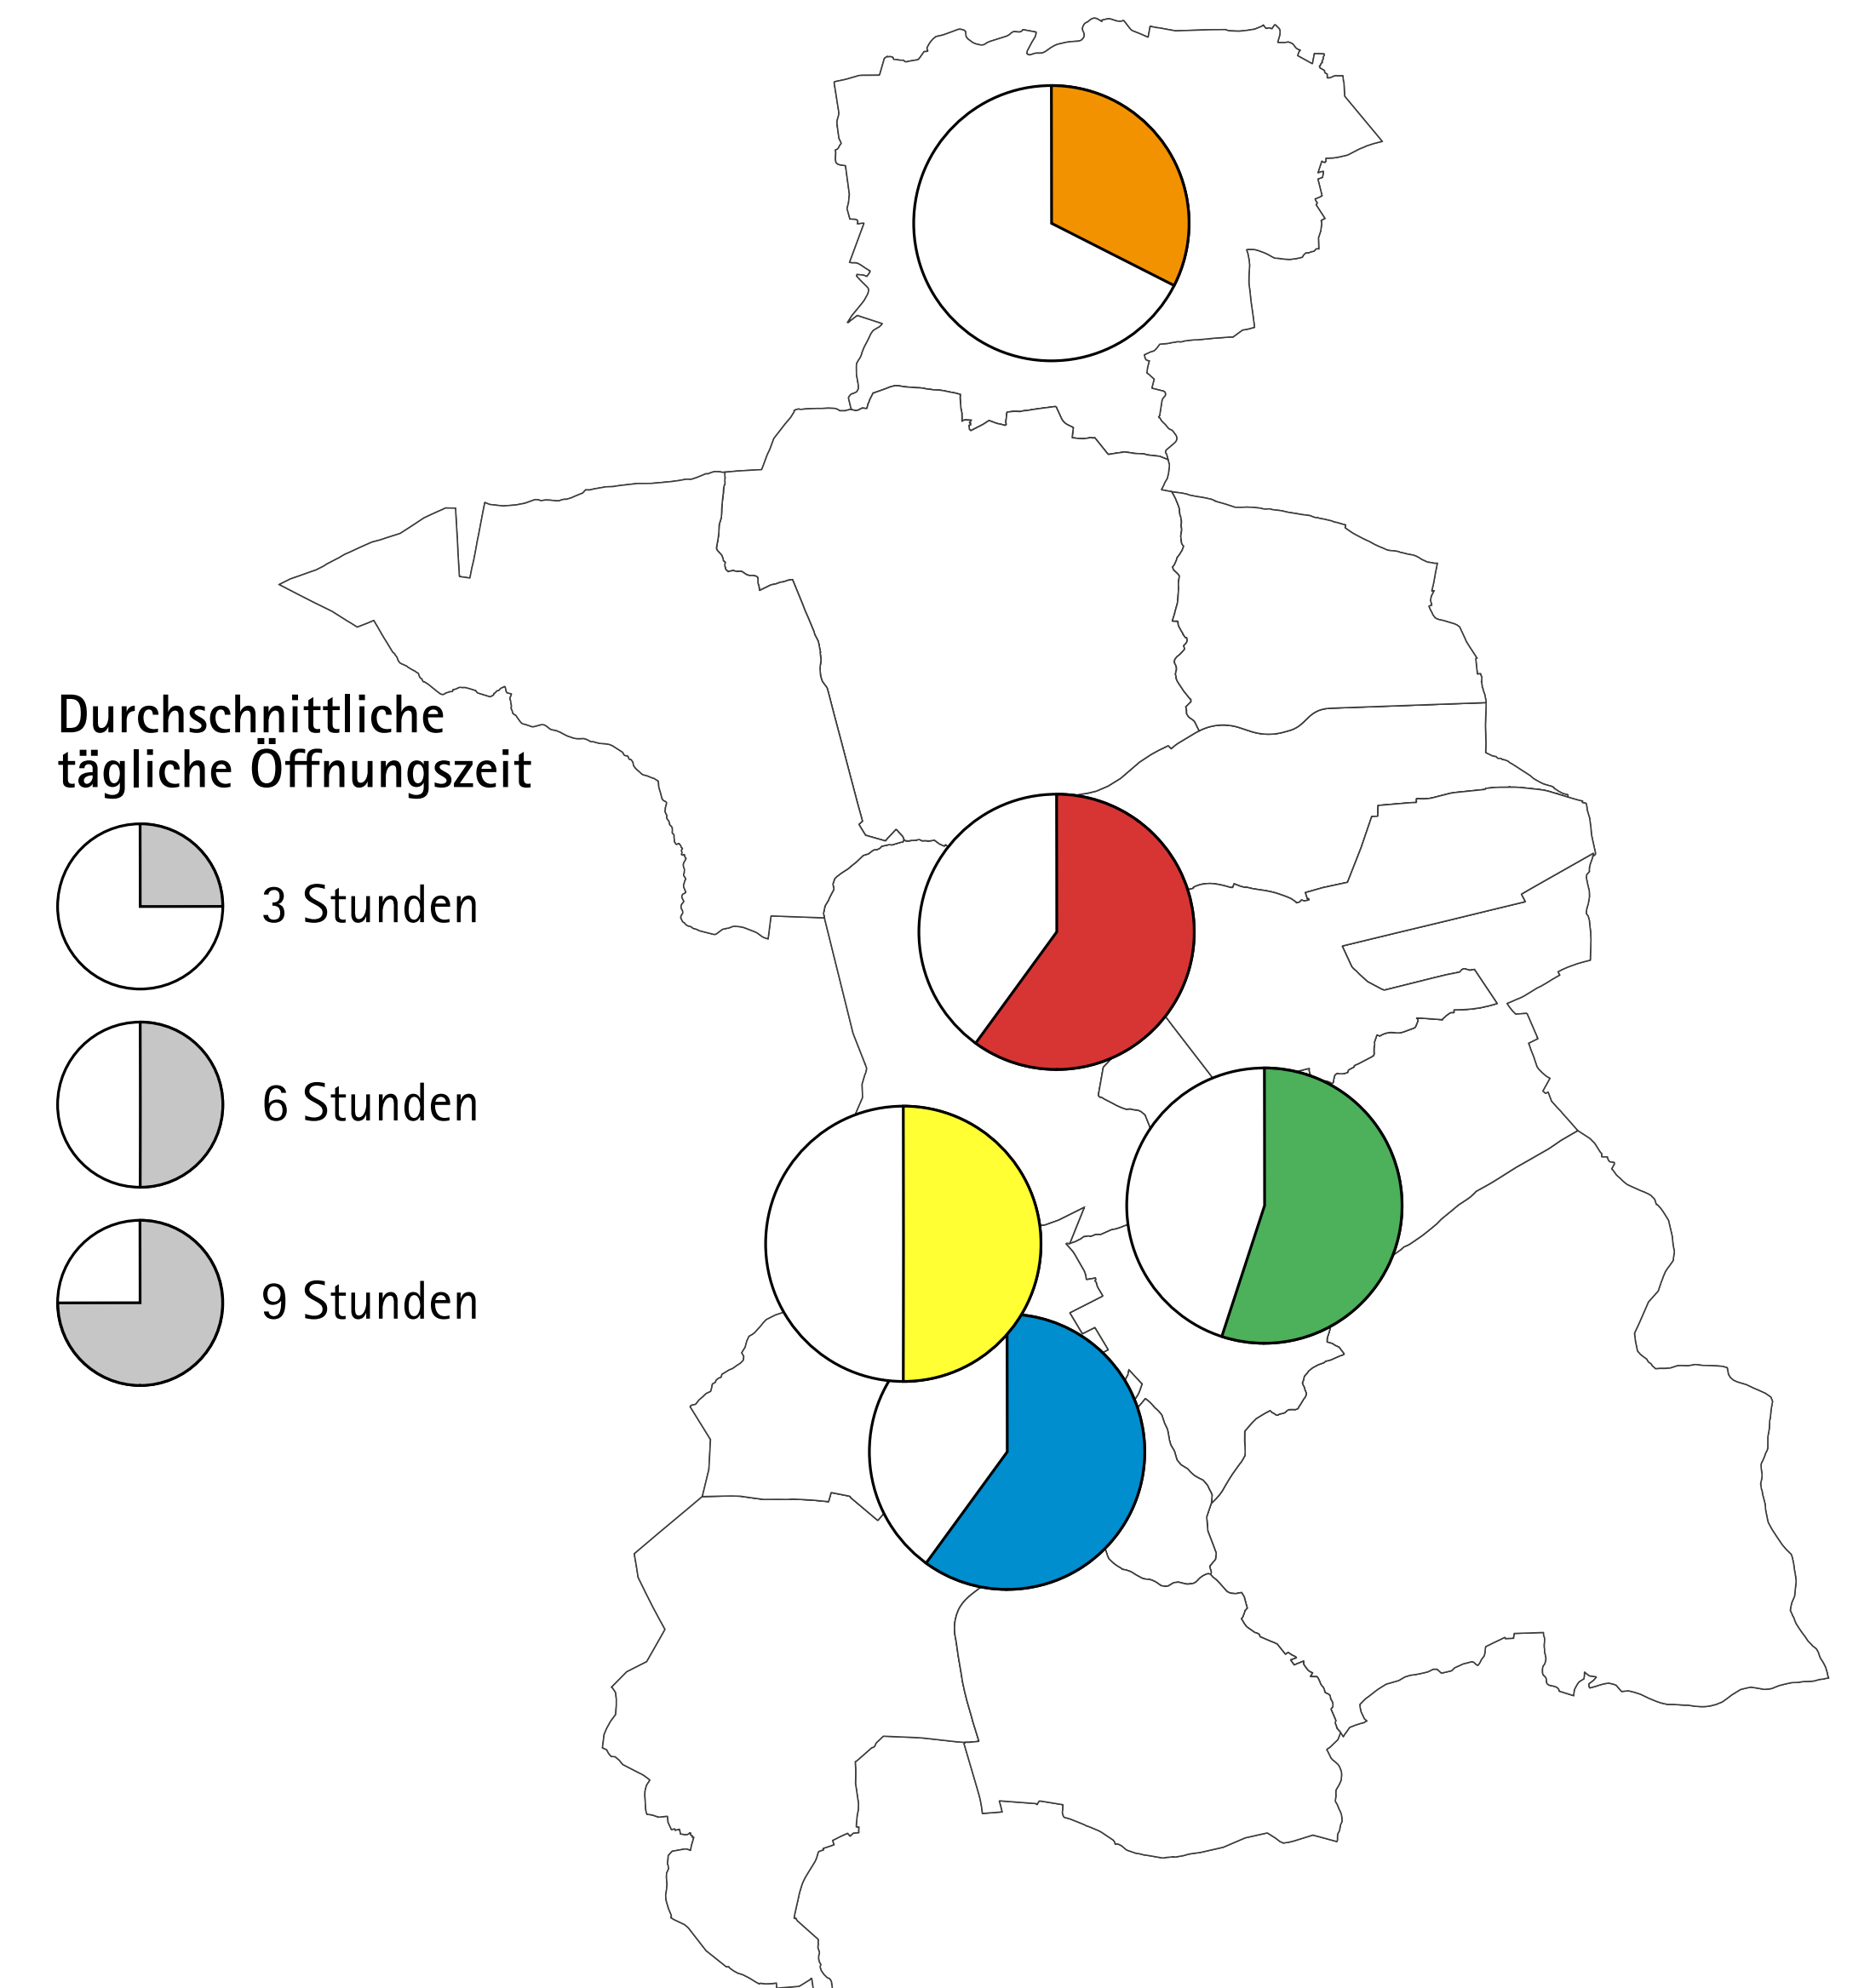 Durchschnittliche
tägliche Öffnungszeit
3 Stunden
6 Stunden
9 Stunden